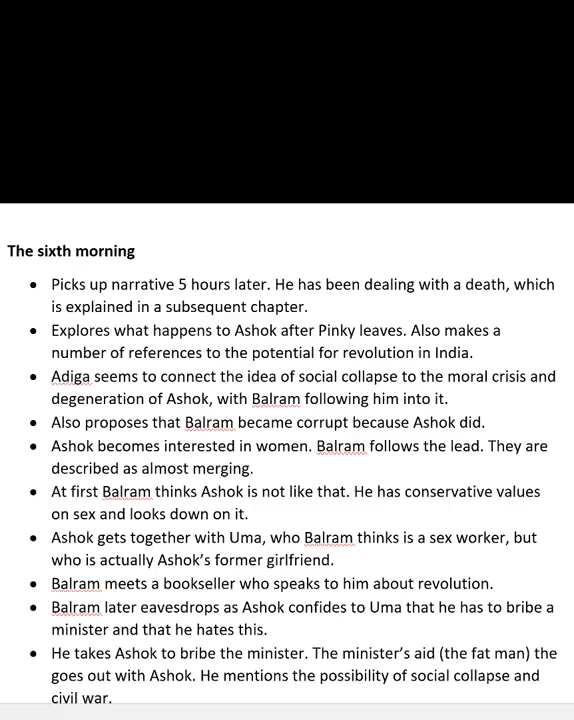 The sixth morning
• Picks up narrative 5 hours later. He has been dealing with a death, which
is explained in a subsequent chapter.
• Explores what happens to Ashok after Pinky leaves. Also makes a
number of references to the potential for revolution in India.
• Adiga seems to connect the idea of social collapse to the moral crisis and
degeneration of Ashok, with Balram following him into it.
• Also proposes that Balram became corrupt because Ashok did.
• Ashok becomes interested in women. Balram follows the lead. They are
described as almost merging.
• At first Balram thinks Ashok is not like that. He has conservative values
on sex and looks down on it.
• Ashok gets together with Uma, who Balram thinks is a sex worker, but
who is actually Ashok’s former girlfriend.
• Balram meets a bookseller who speaks to him about revolution.
• Balram later eavesdrops as Ashok confides to Uma that he has to bribe a
minister and that he hates this.
• He takes Ashok to bribe the minister. The minister’s aid (the fat man) the
goes out with Ashok. He mentions the possibility of social collapse and
civil war.